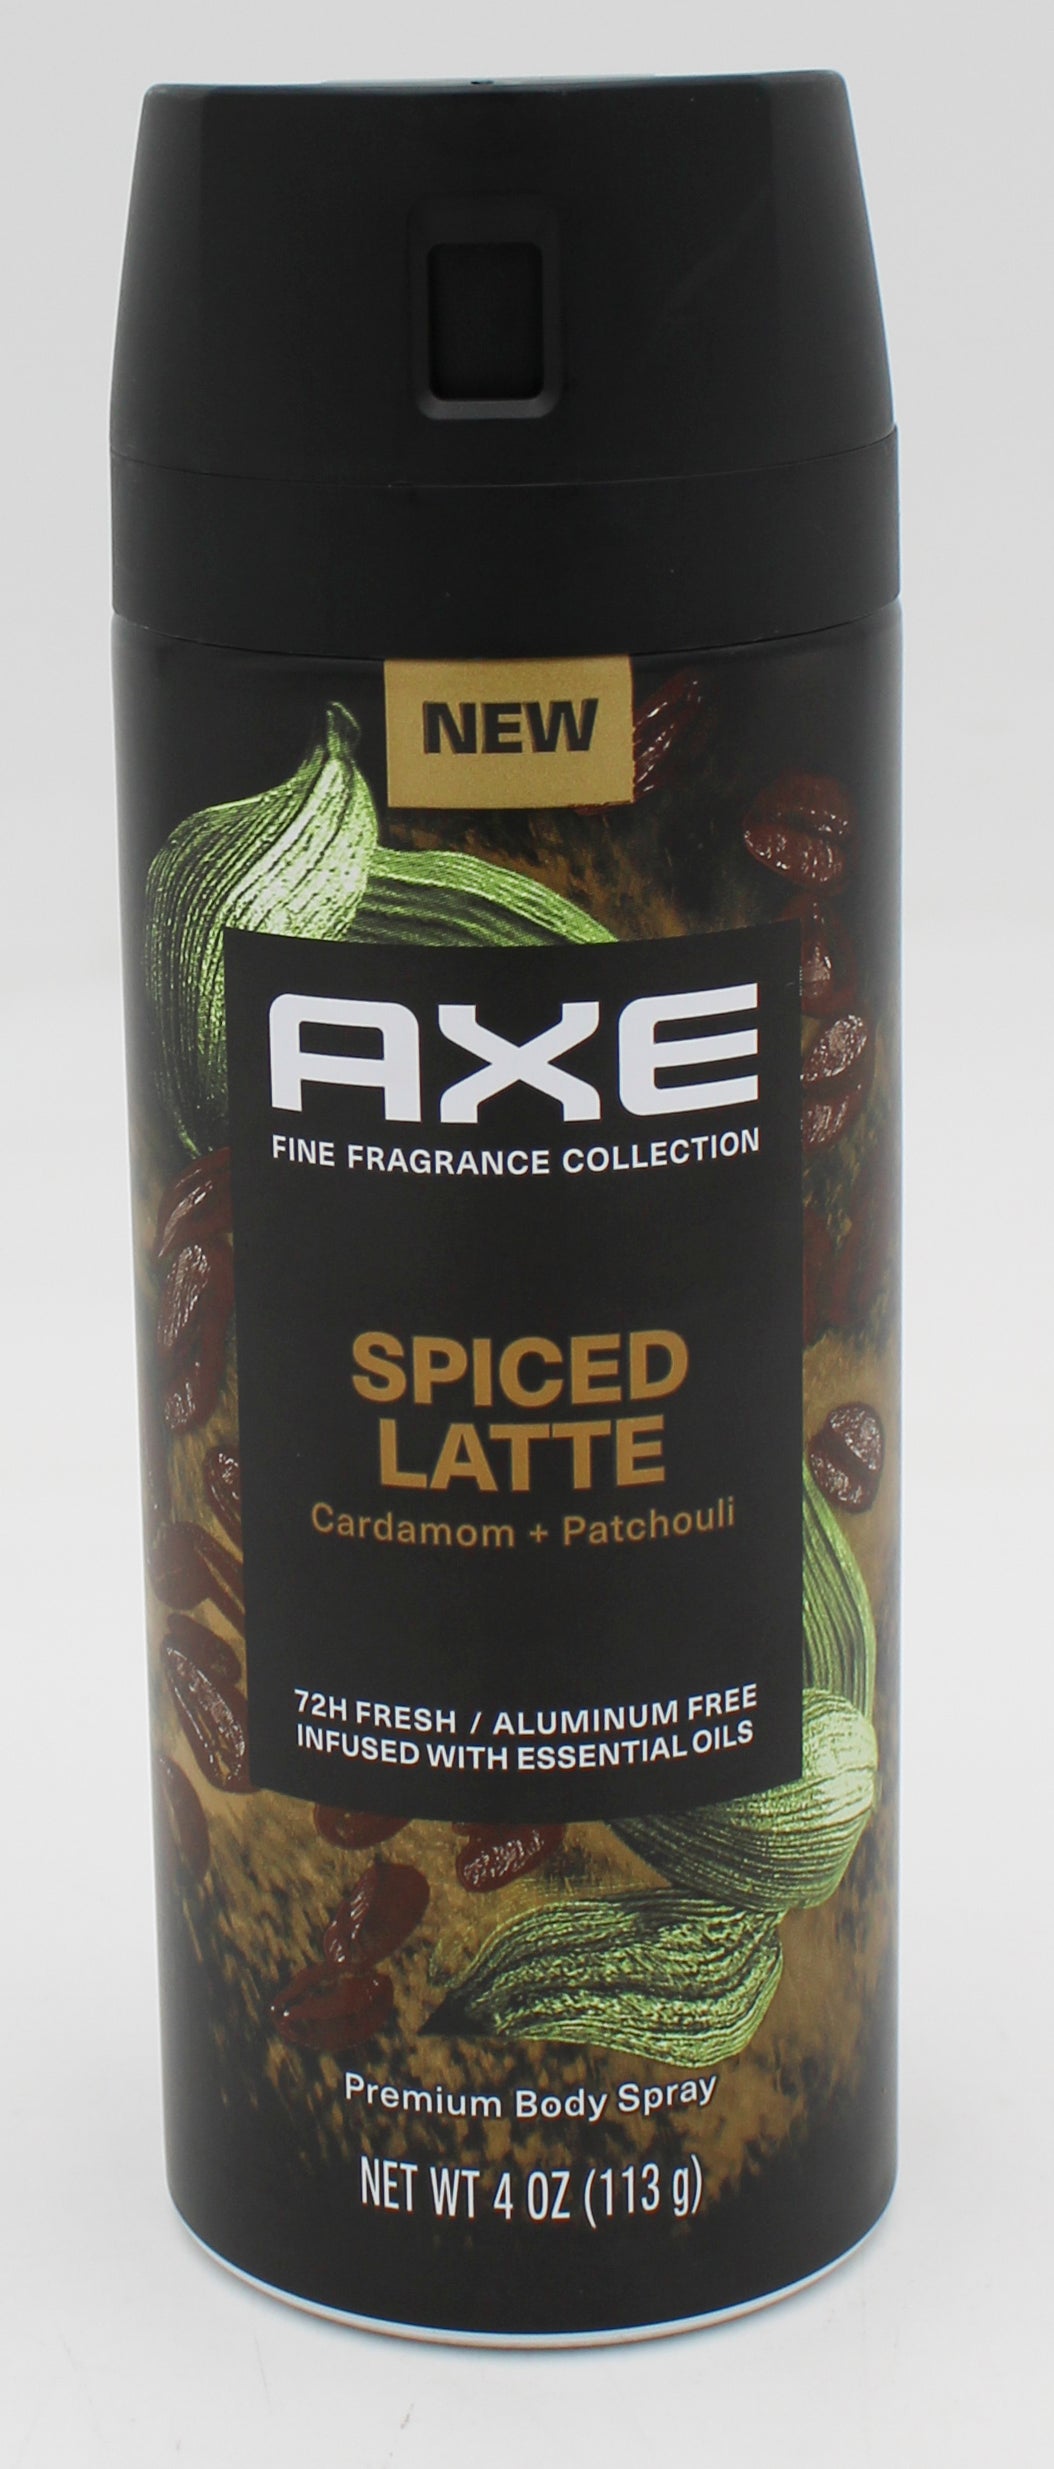 NEW
AXE
FINE FRAGRANCE COLLECTION
SPICED
LATTE
Cardamom + Patchouli
72H FRESH / ALUMINUM FREE
INFUSED WITH ESSENTIAL OILS
Premium Body Spray
NET WT 4 OZ (113 g)